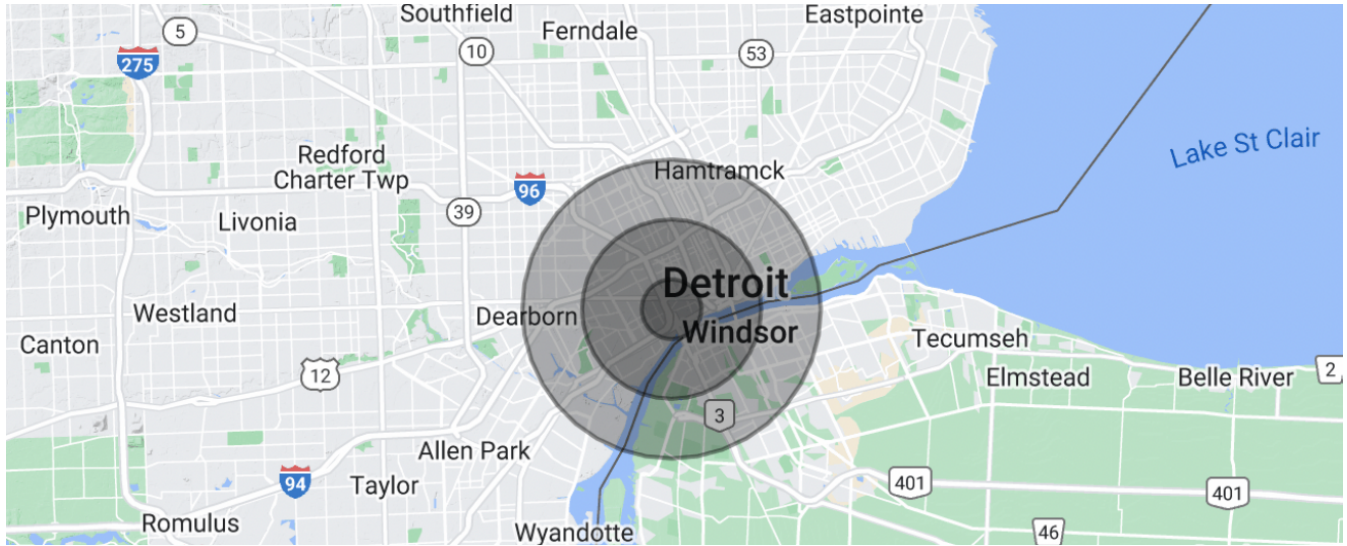 Southfield
Eastpointe
5
Ferndale
10
53
275
Lake St Clair
Redford
Charter Twp
Hamtramck
96
39
Plymouth
Livonia
Detroit
Westland
Dearborn
Windsor
Canton
Tecumseh
12
Elmstead
Belle River
2
3
Allen Park
94
Taylor
401
401
Romulus
Wyandotte
46